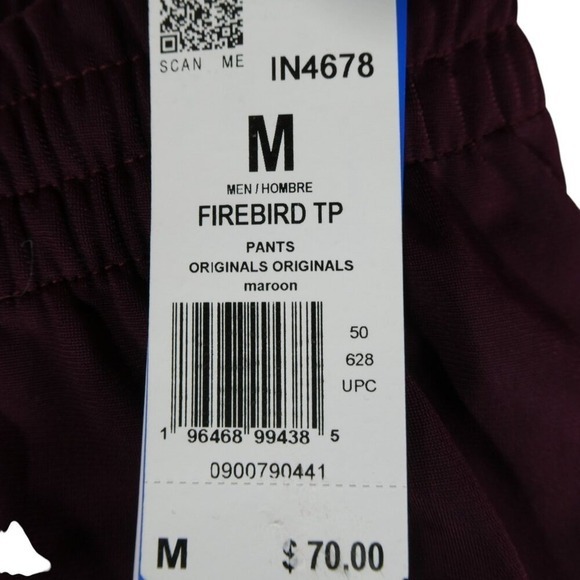 SCAN ME
IN4678
M
MEN / HOMBRE
FIREBIRD TP
PANTS
ORIGINALS ORIGINALS
maroon
50
628
UPC
1 96468 99438 5
0900790441
M $ 70.00